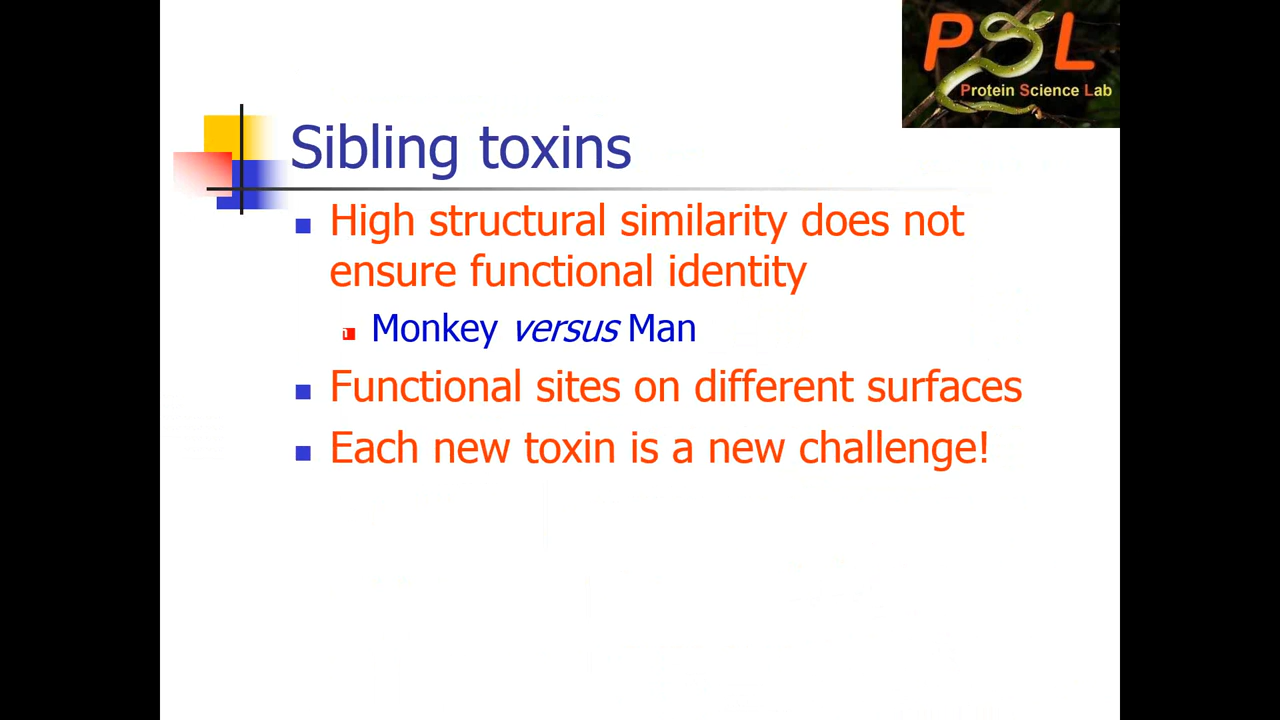 PSL
Protein Science Lab
Sibling toxins
High structural similarity does not
ensure functional identity
Monkey versus Man
Functional sites on different surfaces
Each new toxin is a new challenge!